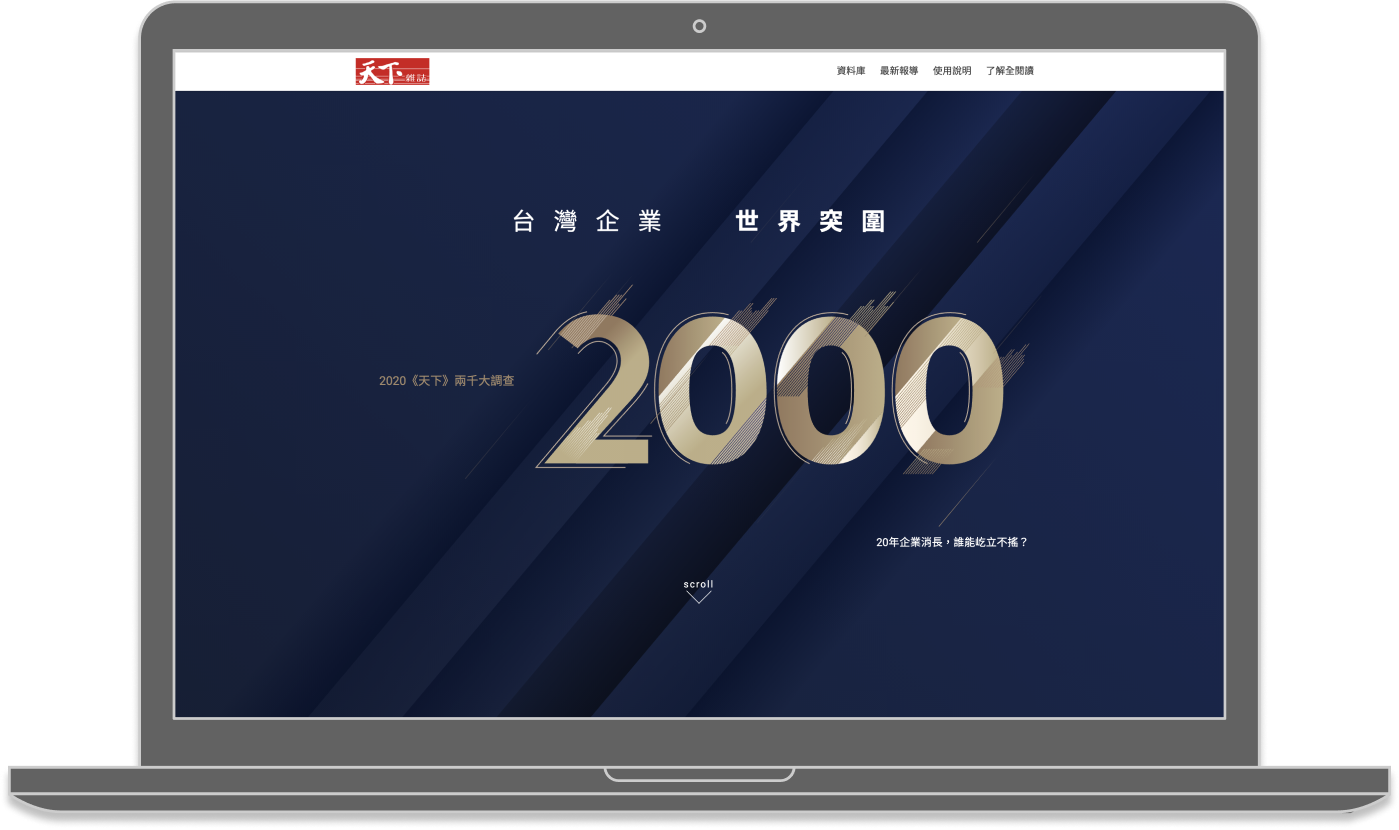 天下雜誌
資料庫 最新報導 使用說明 了解全閱讀
台灣企業 世界突圍
2000
2020《天下》兩千大調查
20年企業消長，誰能屹立不搖？
scroll